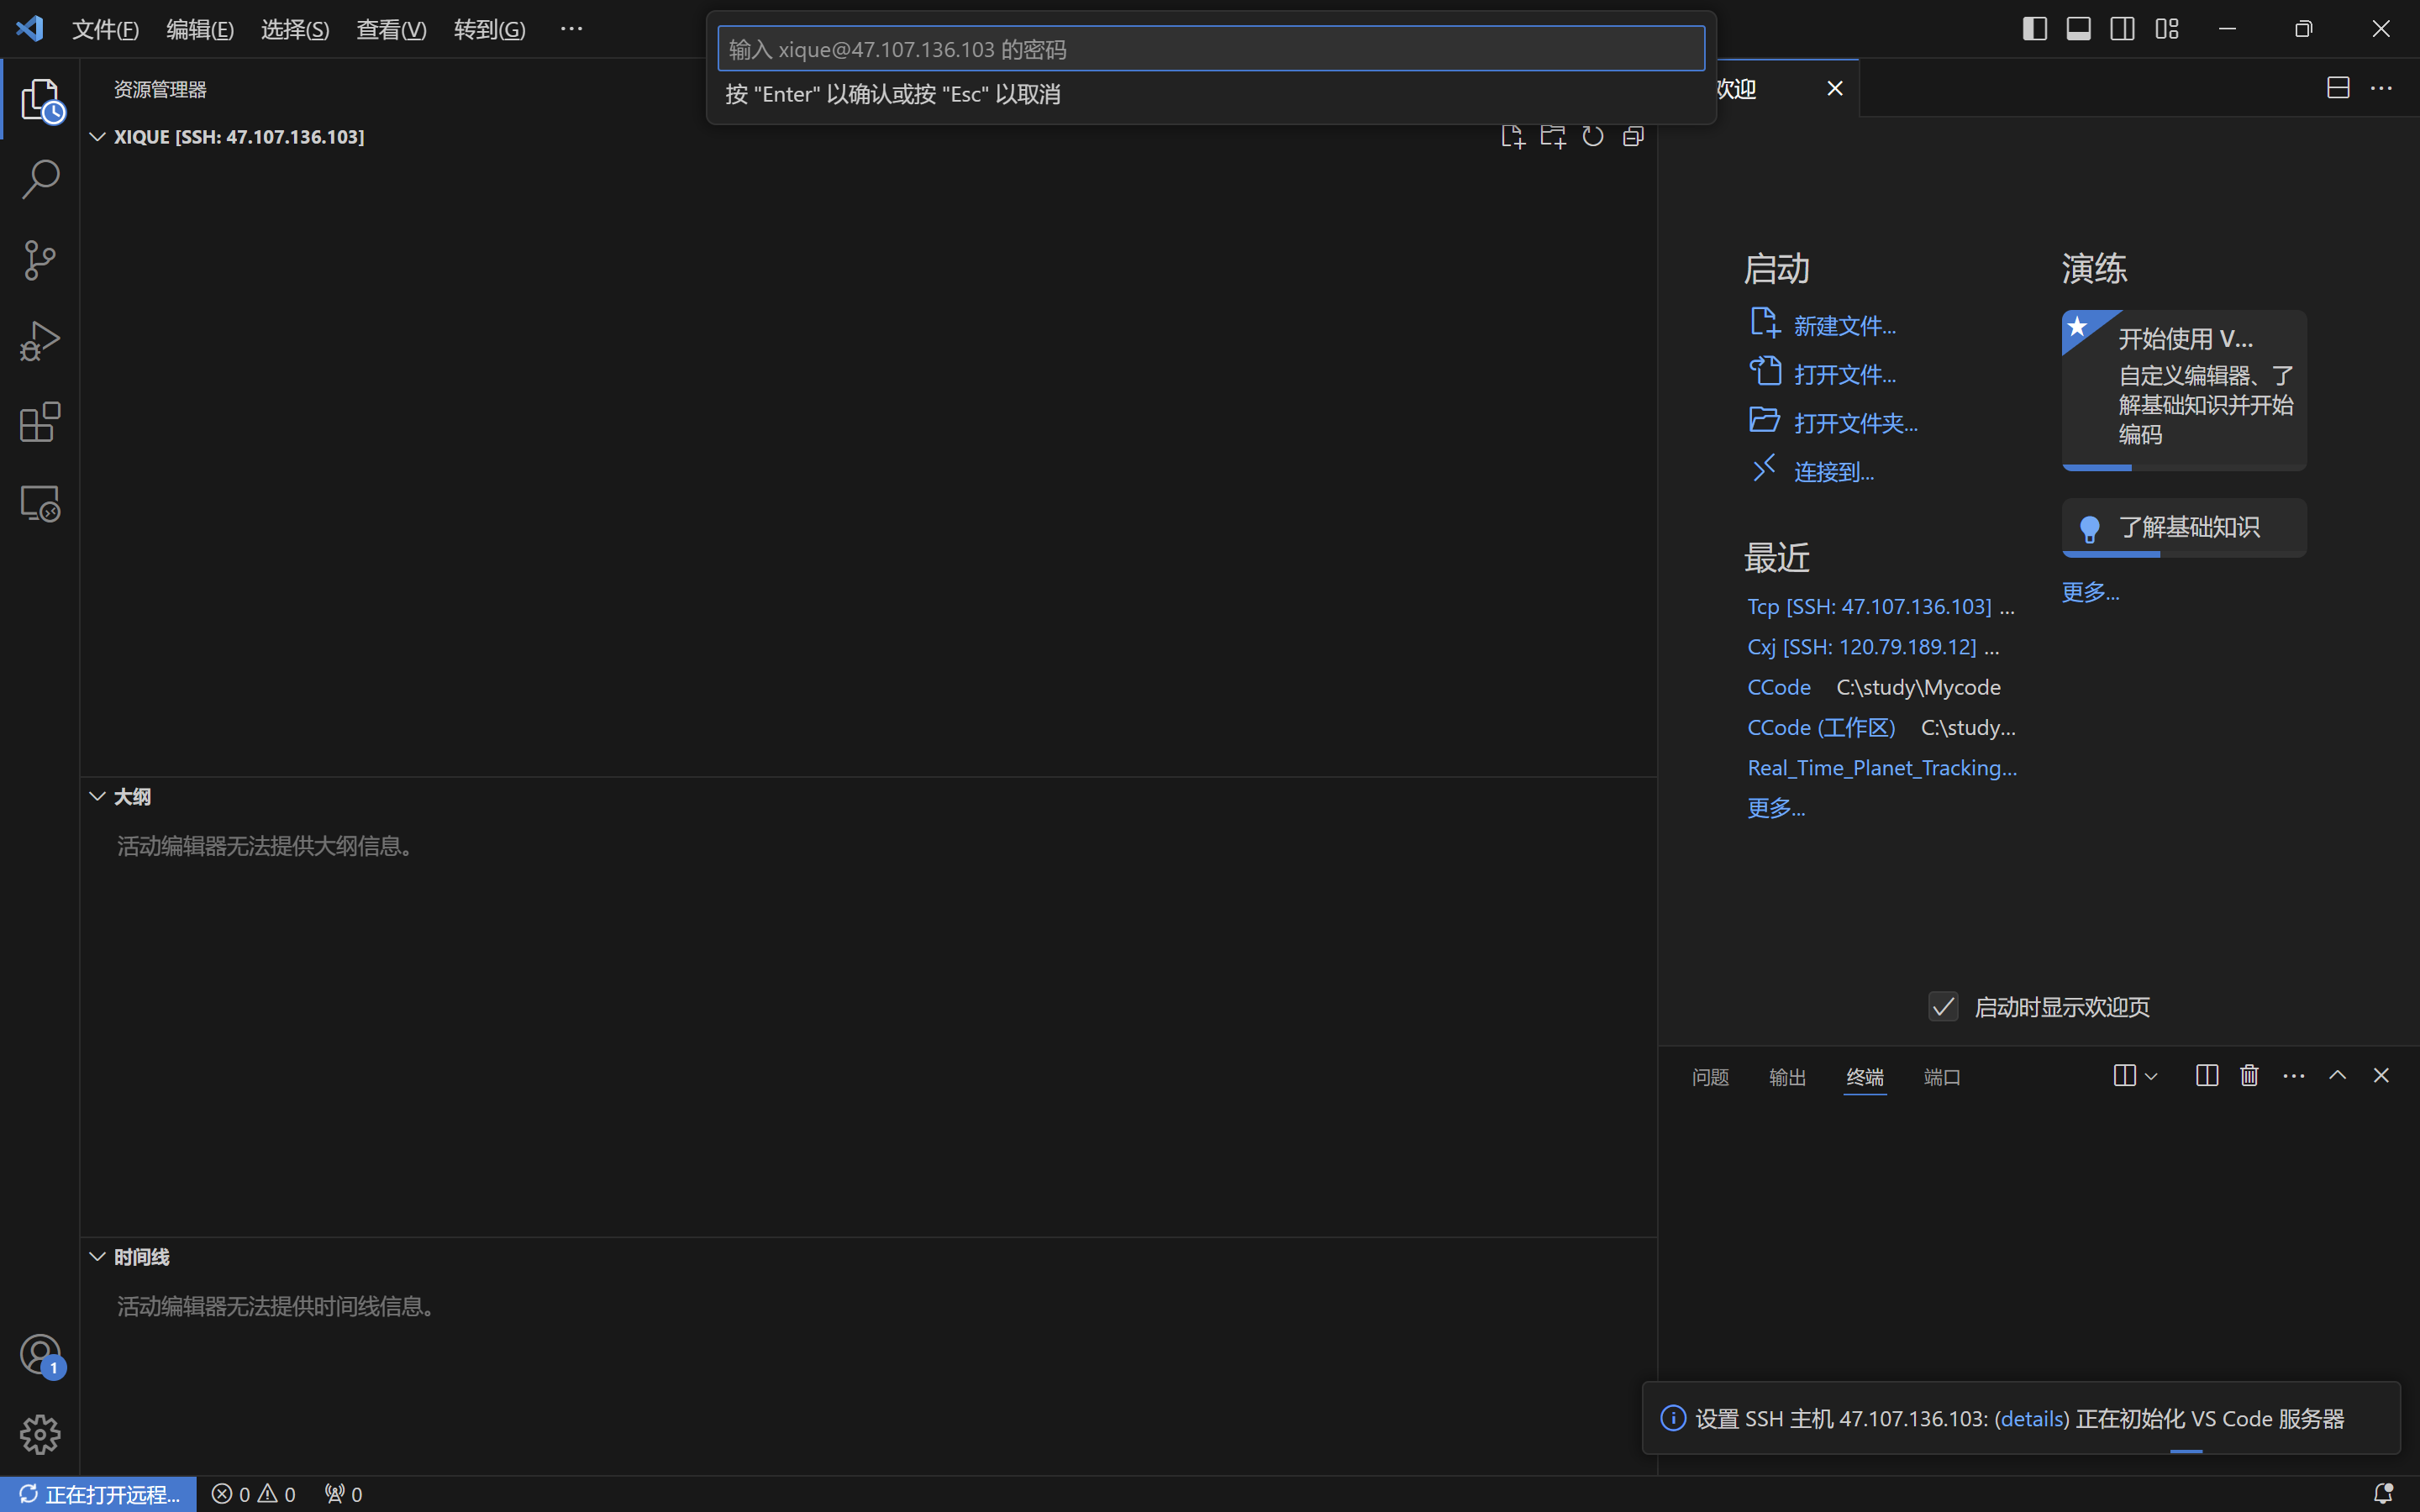 文件(F) 编辑(E) 选择(S) 查看(V) 转到(G) ···
输入 xique@47.107.136.103 的密码
按 "Enter" 以确认或按 "Esc" 以取消
资源管理器
XIQUE [SSH: 47.107.136.103]
大纲
活动编辑器无法提供大纲信息。
时间线
活动编辑器无法提供时间线信息。
欢迎
启动
新建文件...
打开文件...
打开文件夹...
连接到...
最近
Tcp [SSH: 47.107.136.103] ...
Cxj [SSH: 120.79.189.12] ...
CCode C:\study\Mycode
CCode (工作区) C:\study...
Real_Time_Planet_Tracking...
更多...
演练
开始使用 V...
自定义编辑器、了
解基础知识并开始
编码
了解基础知识
更多...
启动时显示欢迎页
问题 输出 终端 端口
设置 SSH 主机 47.107.136.103: (details) 正在初始化 VS Code 服务器
1
正在打开远程... 0 0 0